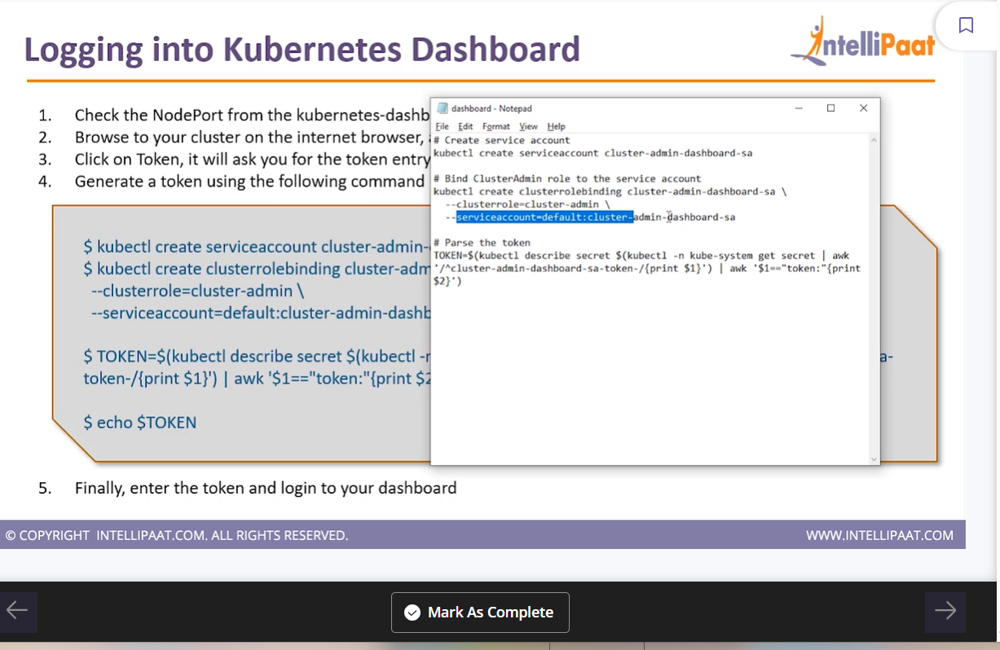 Logging into Kubernetes Dashboard
IntelliPaat
1. Check the NodePort from the kubernetes-dashb
2. Browse to your cluster on the internet browser,
3. Click on Token, it will ask you for the token entry
4. Generate a token using the following command
$ kubectl create serviceaccount cluster-admin-
$ kubectl create clusterrolebinding cluster-adm
--clusterrole=cluster-admin \
--serviceaccount=default:cluster-admin-dashb
$ TOKEN=$(kubectl describe secret $(kubectl -n
a-
token-/{print $1}') | awk '$1=="token:"{print $2
$ echo $TOKEN
dashboard - Notepad
File Edit Format View Help
# Create service account
kubectl create serviceaccount cluster-admin-dashboard-sa
# Bind ClusterAdmin role to the service account
kubectl create clusterrolebinding cluster-admin-dashboard-sa \
--clusterrole=cluster-admin \
--serviceaccount=default:cluster-admin-dashboard-sa
# Parse the token
TOKEN=$(kubectl describe secret $(kubectl -n kube-system get secret | awk
'/^cluster-admin-dashboard-sa-token-/{print $1}') | awk '$1=="token:"{print
$2}')
5. Finally, enter the token and login to your dashboard
© COPYRIGHT INTELLIPAAT.COM. ALL RIGHTS RESERVED.
WWW.INTELLIPAAT.COM
Mark As Complete